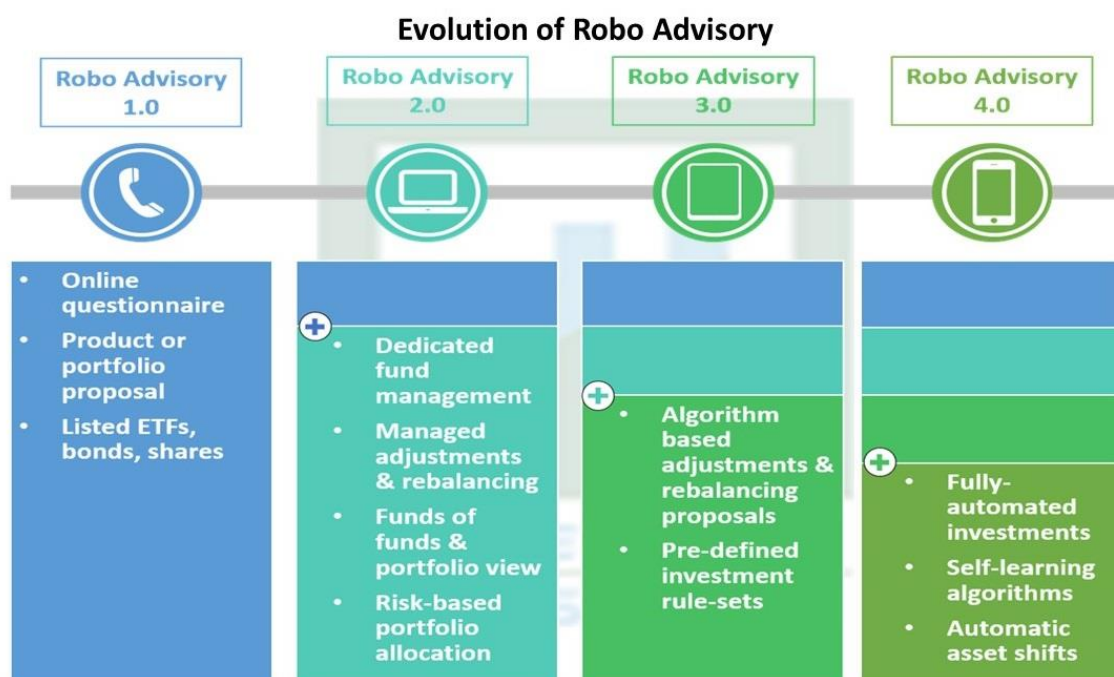 Evolution of Robo Advisory
Robo Advisory
1.0
Robo Advisory
2.0
Robo Advisory
3.0
Robo Advisory
4.0
• Online
questionnaire
• Product or
portfolio
proposal
• Listed ETFs,
bonds, shares
• Dedicated
fund
management
• Managed
adjustments
& rebalancing
• Funds of
funds &
portfolio view
• Risk-based
portfolio
allocation
• Algorithm
based
adjustments &
rebalancing
proposals
• Pre-defined
investment
rule-sets
• Fully-
automated
investments
• Self-learning
algorithms
• Automatic
asset shifts